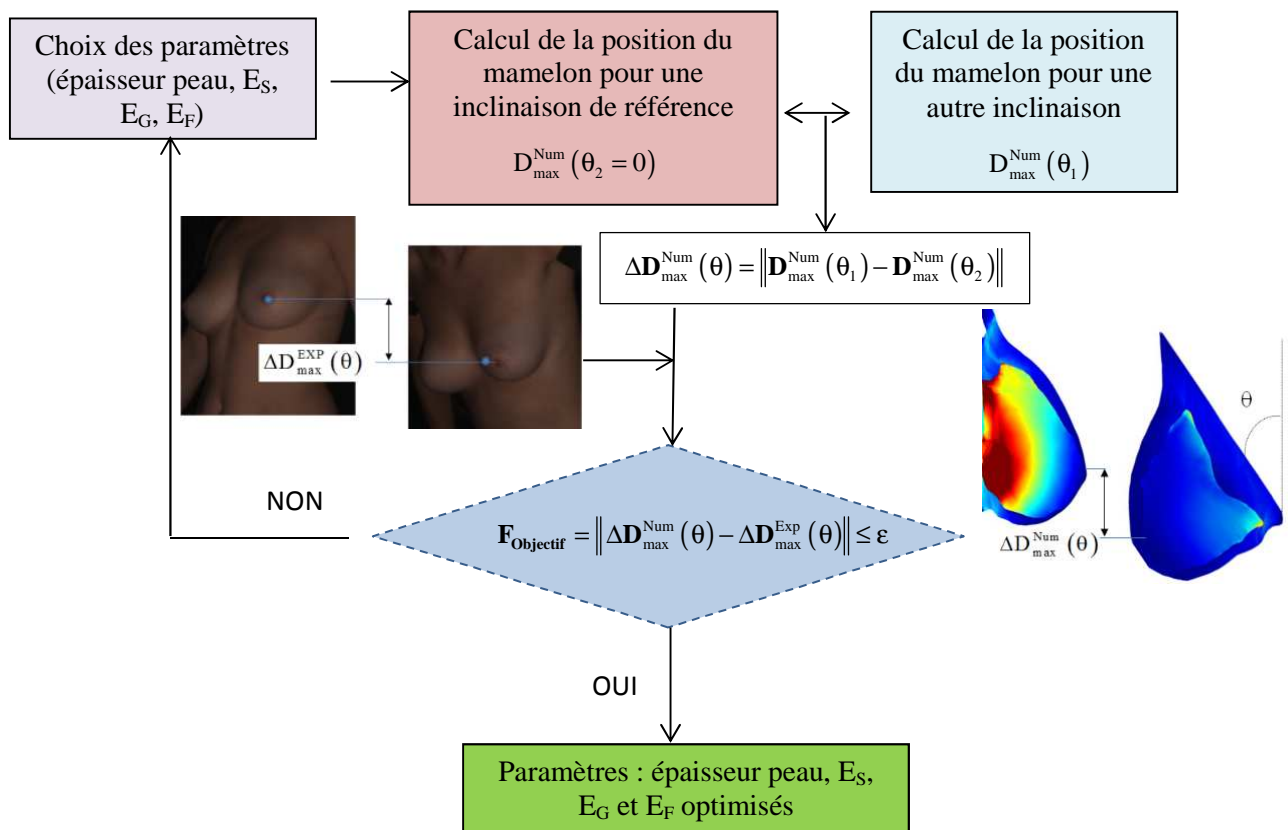 Choix des paramètres
(épaisseur peau, E_S,
E_G, E_F)
Calcul de la position du
mamelon pour une
inclinaison de référence
D_max^Num (θ_2 = 0)
Calcul de la position
du mamelon pour une
autre inclinaison
D_max^Num (θ_1)
ΔD_max^Num (θ) = ‖D_max^Num (θ_1) − D_max^Num (θ_2)‖
ΔD_max^EXP (θ)
θ
ΔD_max^Num (θ)
NON
F_Objectif = ‖ΔD_max^Num (θ) − ΔD_max^Exp (θ)‖ ≤ ε
OUI
Paramètres : épaisseur peau, E_S,
E_G et E_F optimisés